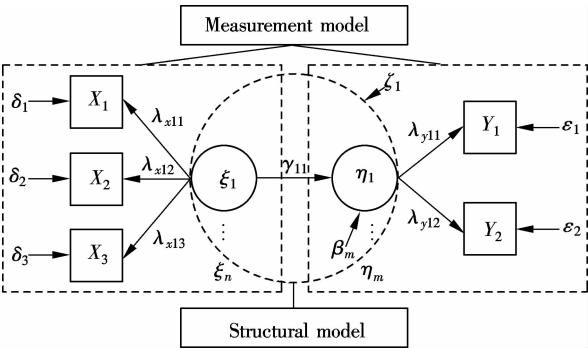 Measurement model
δ1 X1 λx11 ζ1 λy11 Y1 ε1
δ2 X2 λx12 ξ1 γ11 η1
δ3 X3 λx13 ξn βm ηm λy12 Y2 ε2
Structural model